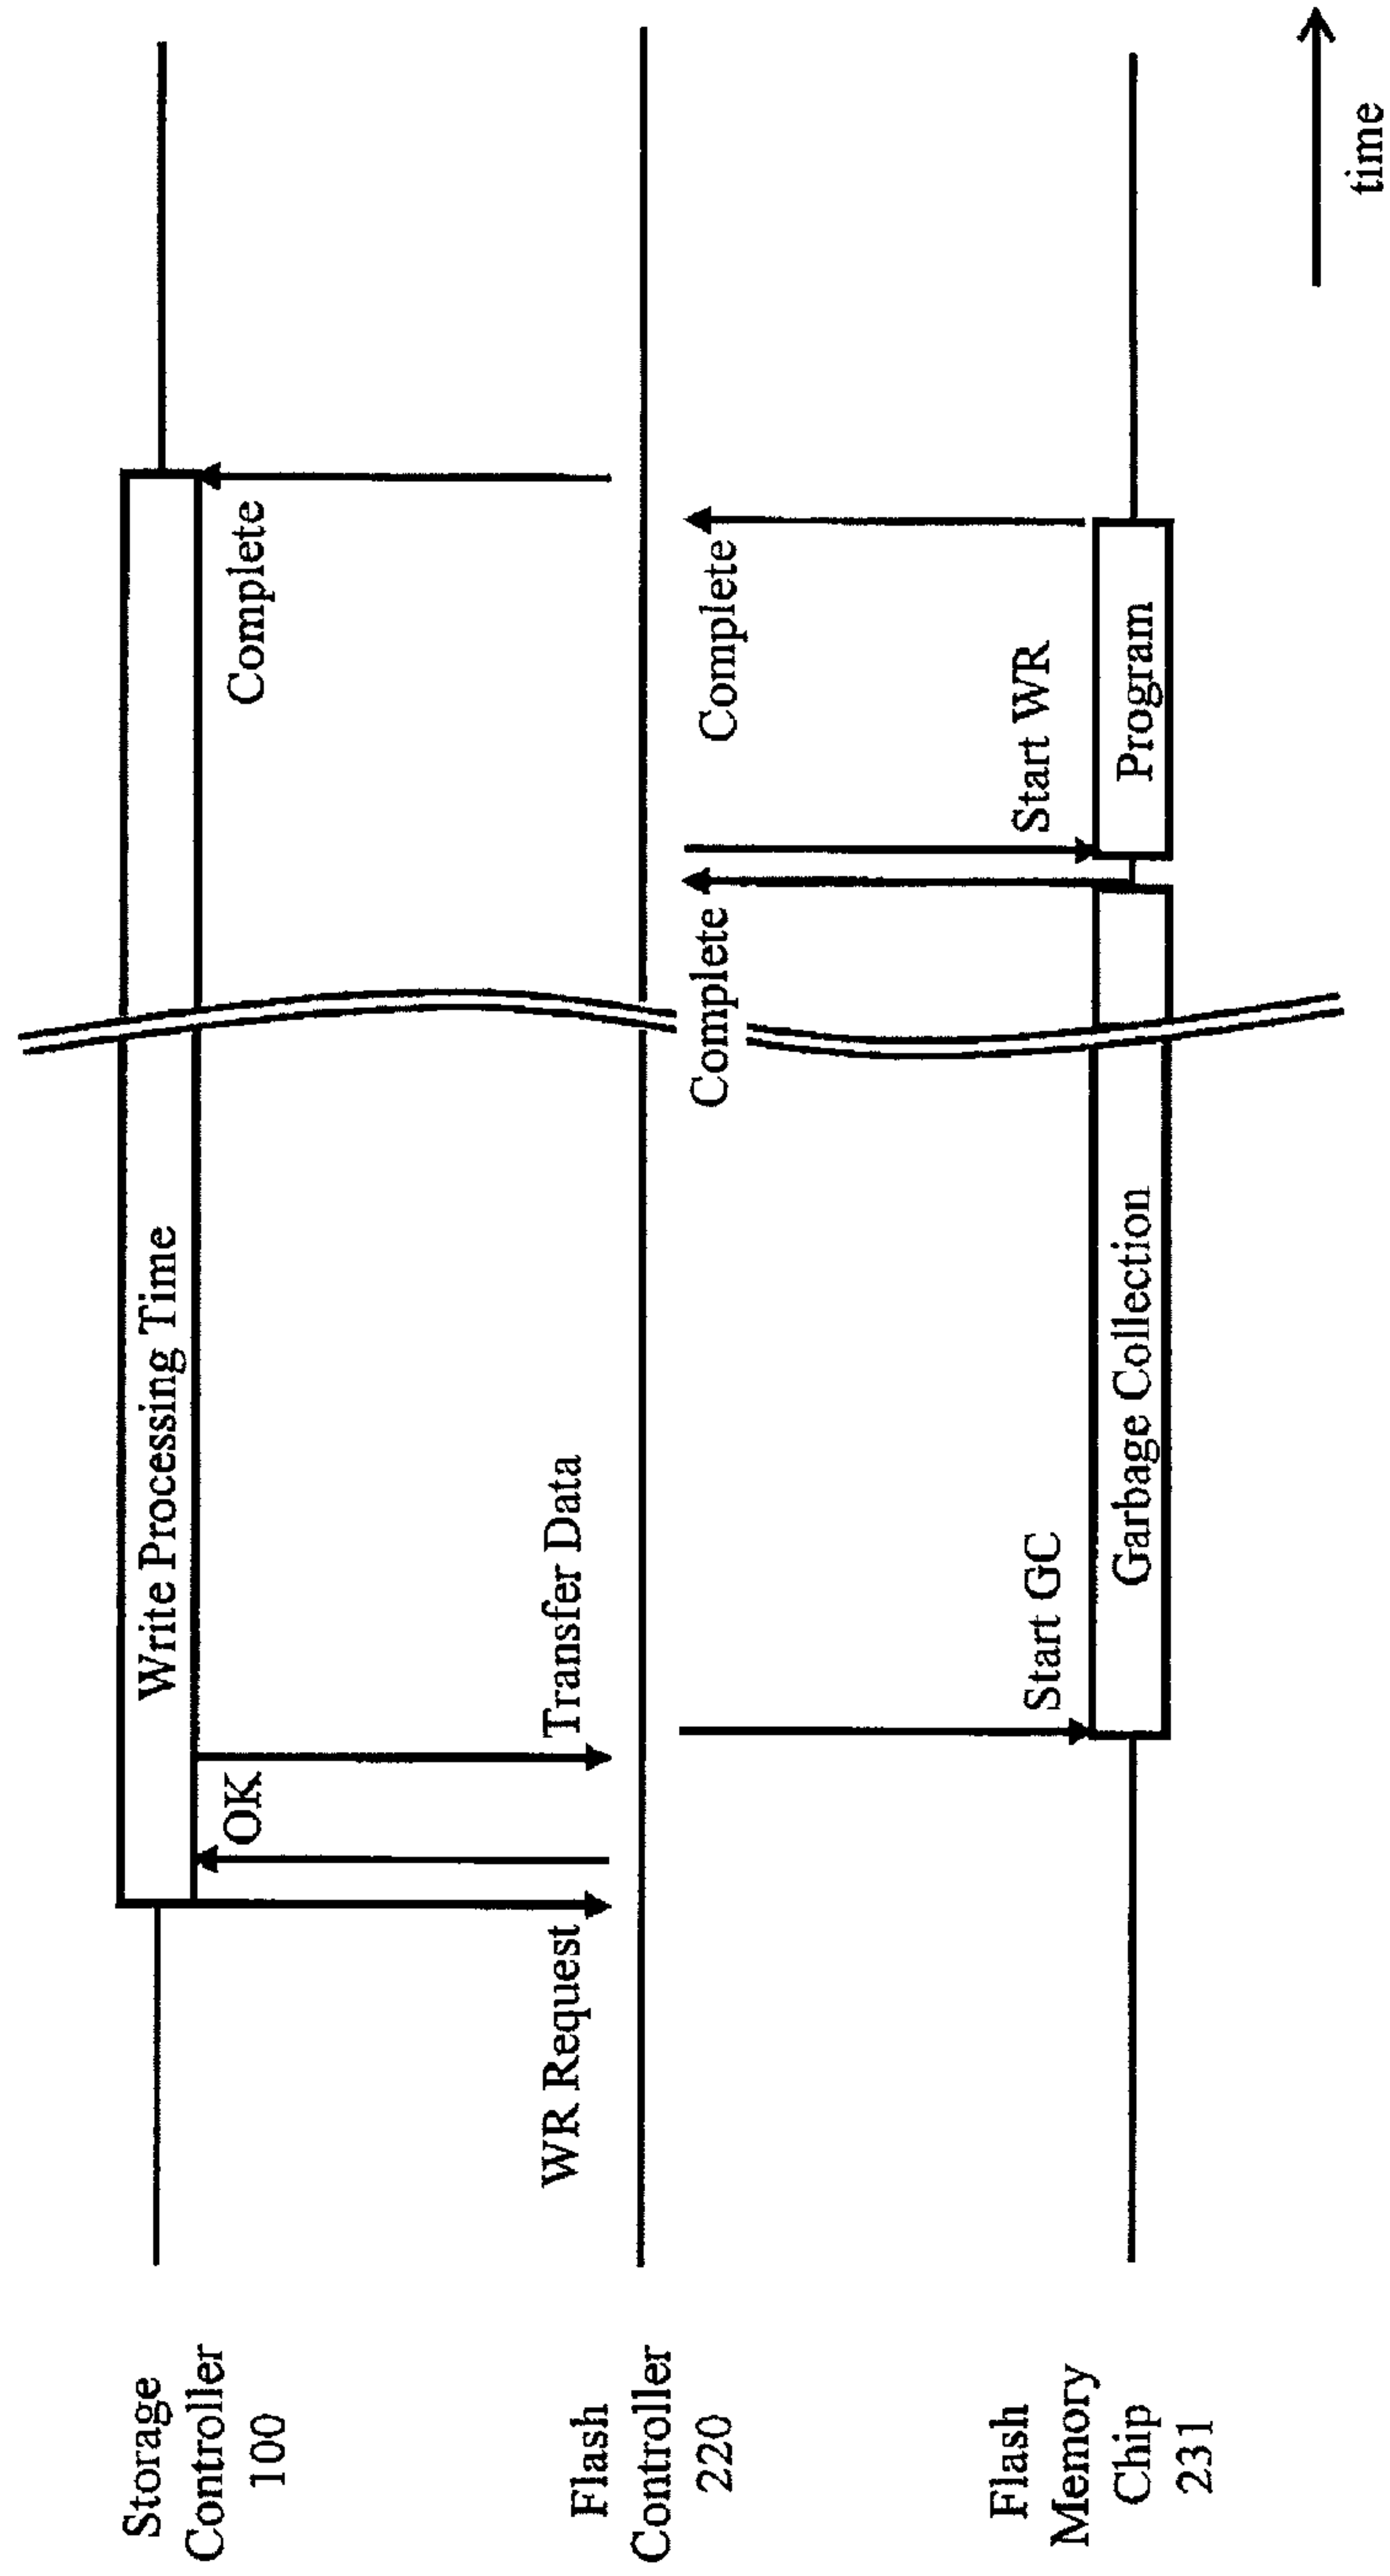 Storage
Controller
100
Write Processing Time
WR Request
OK
Transfer Data
Complete
Flash
Controller
220
Complete
Complete
Start GC
Start WR
Flash
Memory
Chip
231
Garbage Collection
Program
time